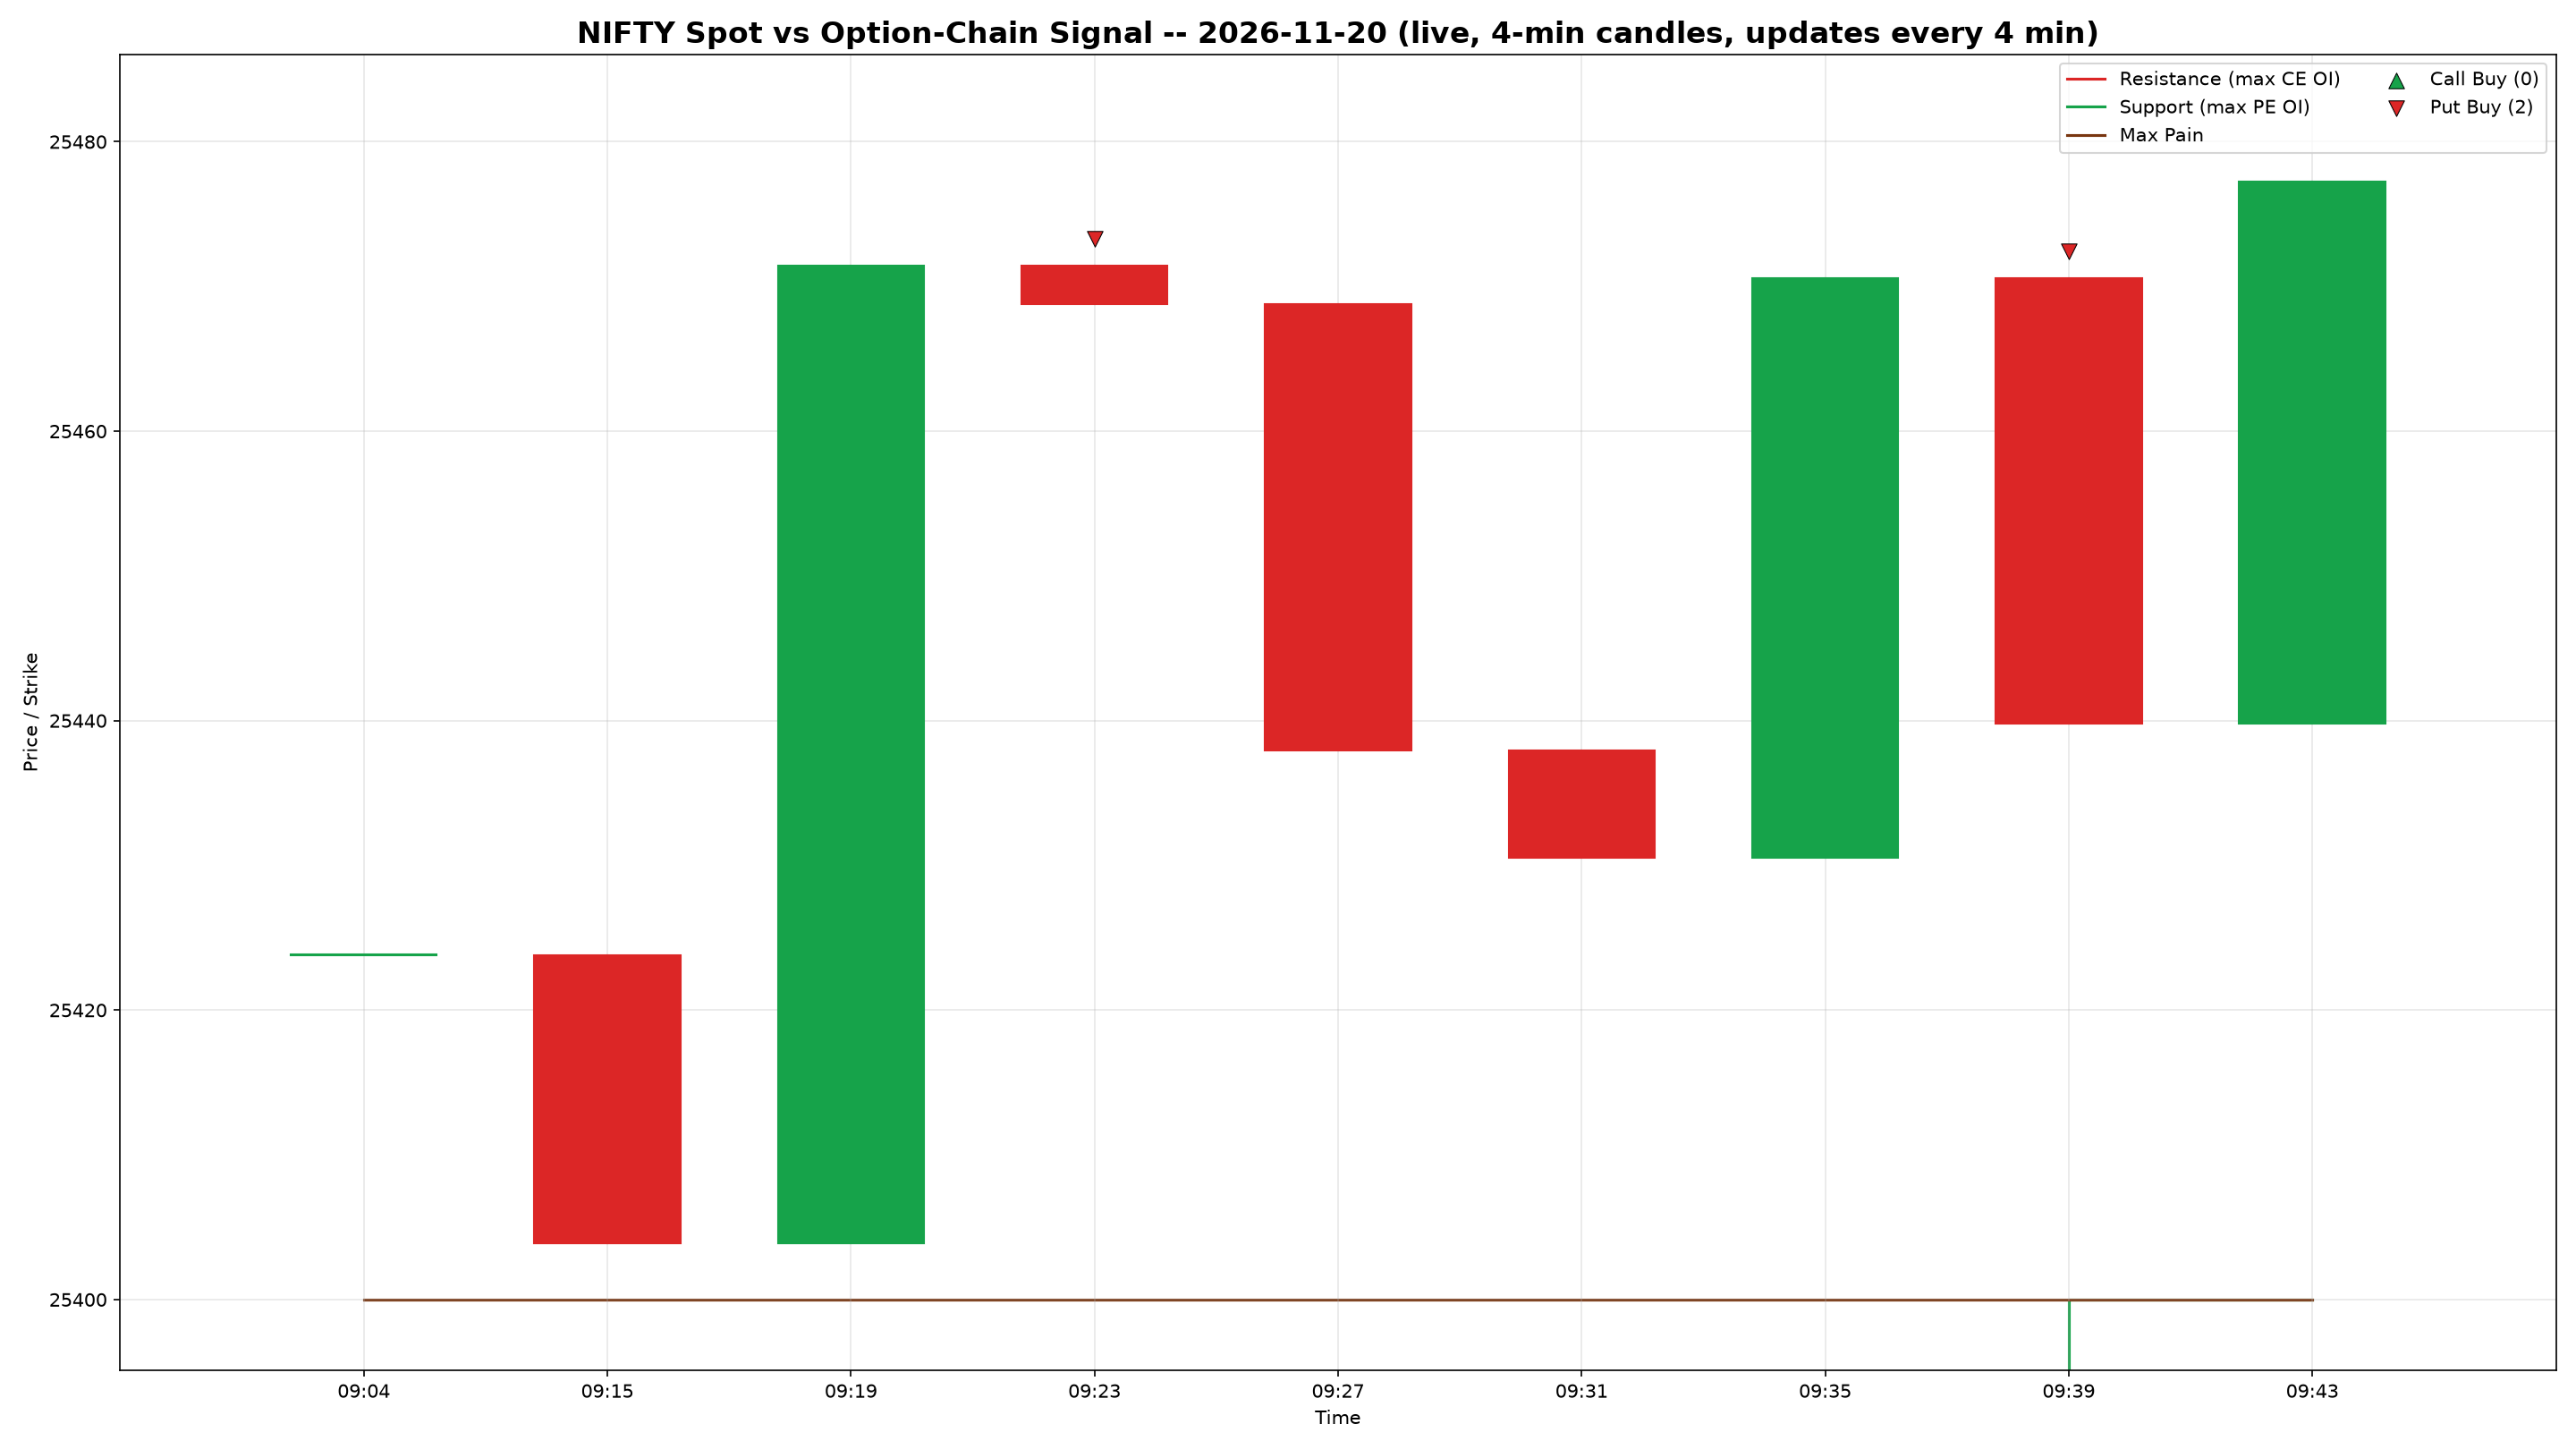 NIFTY Spot vs Option-Chain Signal -- 2026-11-20 (live, 4-min candles, updates every 4 min)
Resistance (max CE OI)
Support (max PE OI)
Max Pain
Call Buy (0)
Put Buy (2)
Price / Strike
25480
25460
25440
25420
25400
09:04 09:15 09:19 09:23 09:27 09:31 09:35 09:39 09:43
Time